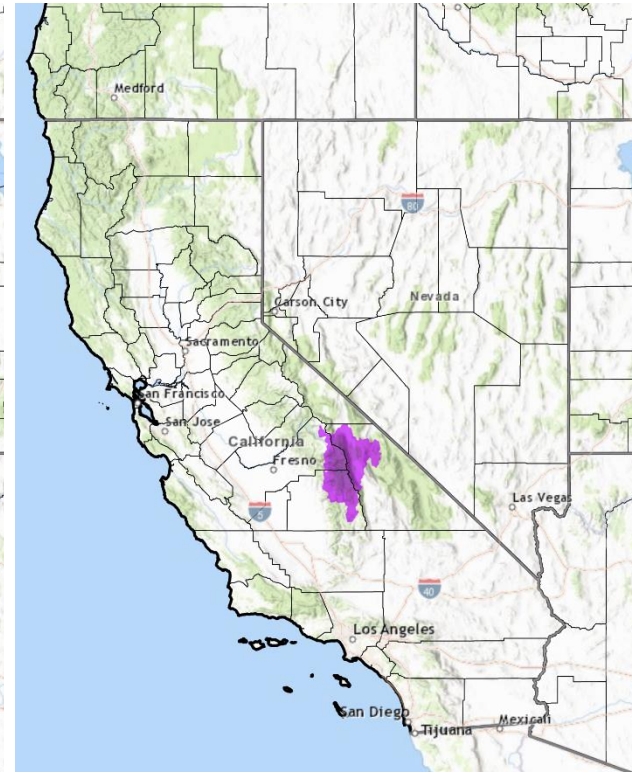 Medford
80
Carson City
Nevada
Sacramento
San Francisco
San Jose
California
Fresno
Las Vegas
5
40
Los Angeles
San Diego
Tijuana
Mexicali